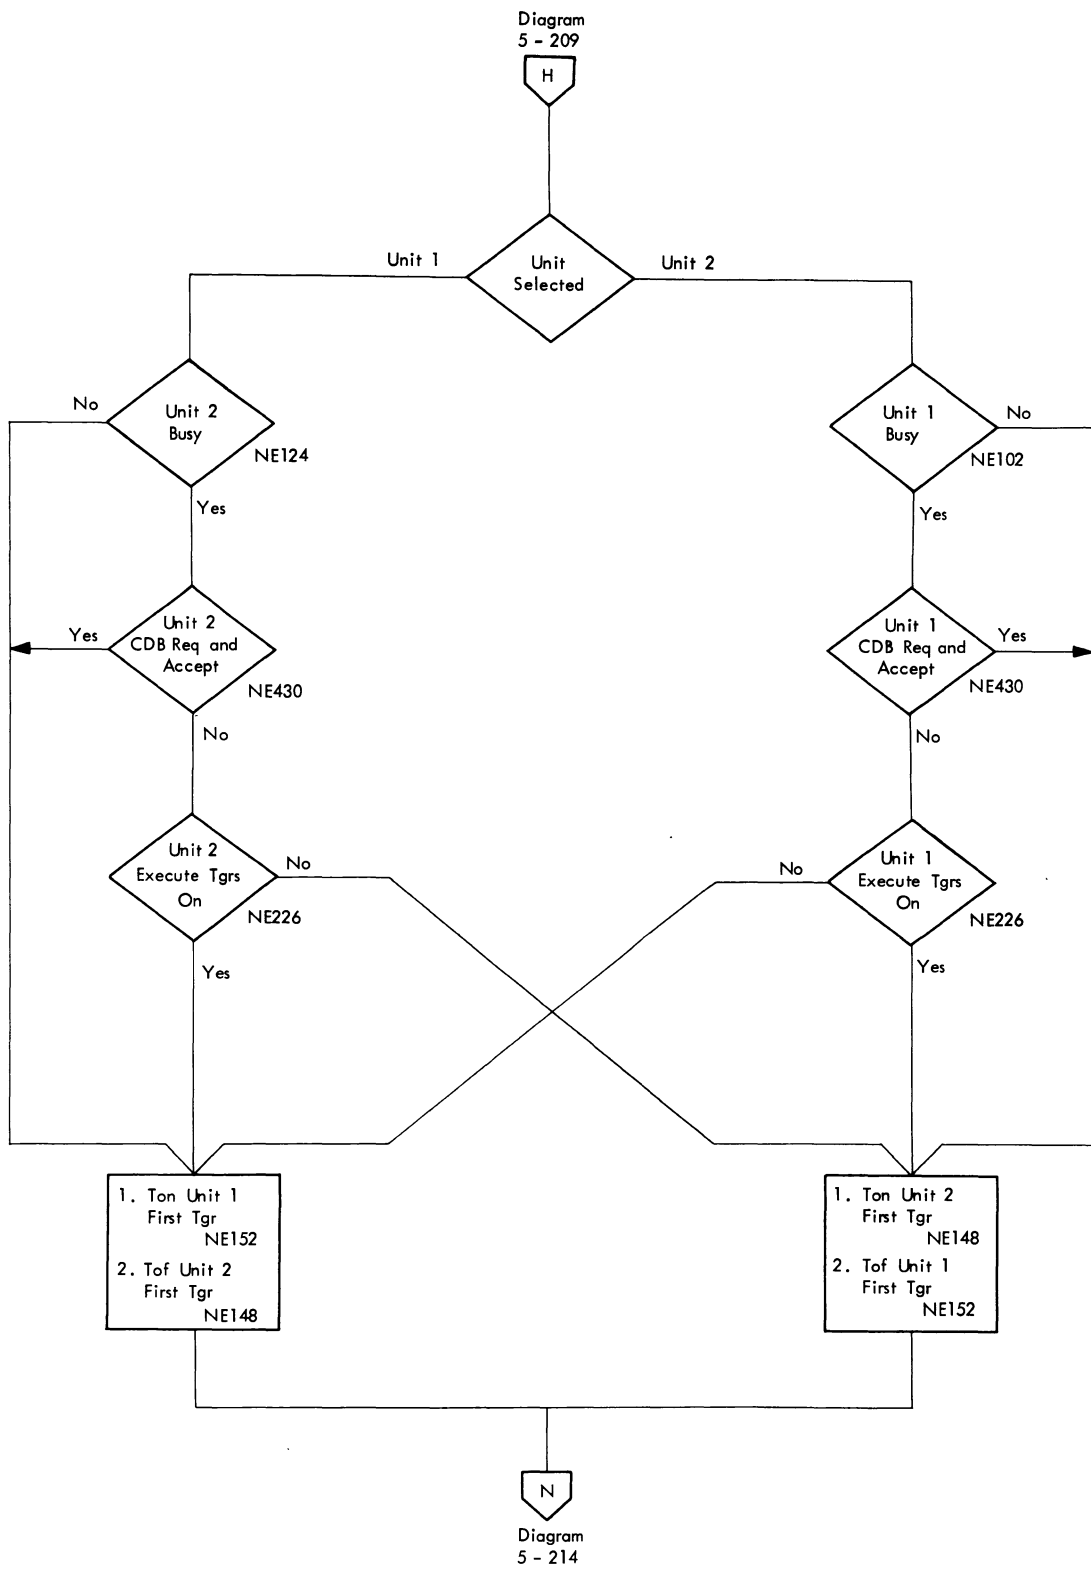 Diagram
5 - 209
H
Unit 1
Unit
Selected
Unit 2
No
Unit 2
Busy
NE124
Yes
Unit 1
Busy
No
NE102
Yes
Yes
Unit 2
CDB Req and
Accept
NE430
No
Unit 1
CDB Req and
Accept
Yes
NE430
No
Unit 2
Execute Tgrs
On
No
NE226
Yes
No
Unit 1
Execute Tgrs
On
NE226
Yes
1. Ton Unit 1
First Tgr
NE152
2. Tof Unit 2
First Tgr
NE148
1. Ton Unit 2
First Tgr
NE148
2. Tof Unit 1
First Tgr
NE152
N
Diagram
5 - 214